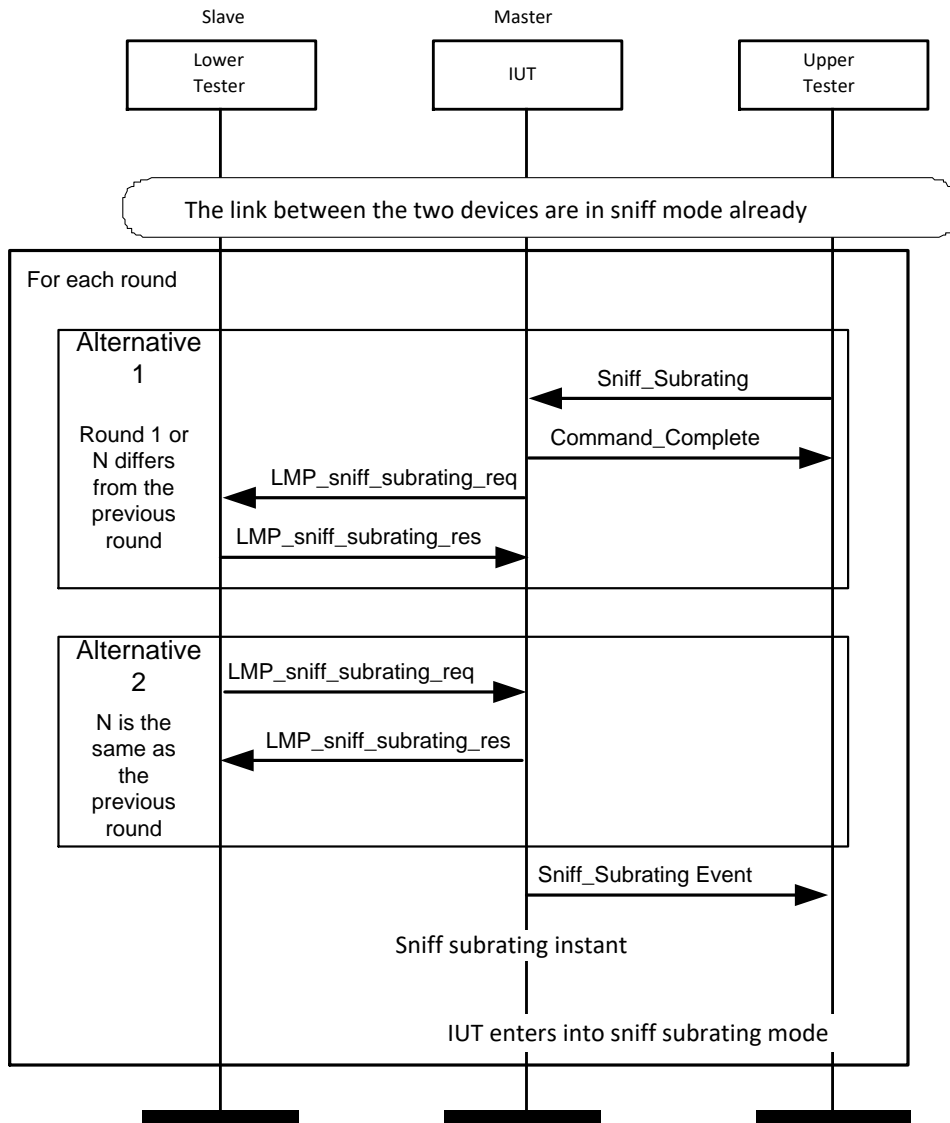 Slave
Master
Lower
Tester
IUT
Upper
Tester
The link between the two devices are in sniff mode already
For each round
Alternative
1
Round 1 or
N differs
from the
previous
round
Sniff_Subrating
Command_Complete
LMP_sniff_subrating_req
LMP_sniff_subrating_res
Alternative
2
N is the
same as
the
previous
round
LMP_sniff_subrating_req
LMP_sniff_subrating_res
Sniff_Subrating Event
Sniff subrating instant
IUT enters into sniff subrating mode